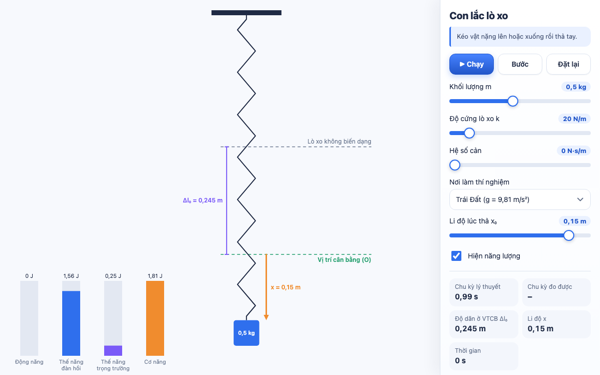 Lò xo không biến dạng
Δl₀ = 0,245 m
Vị trí cân bằng (O)
x = 0,15 m
0,5 kg
0 J
1,56 J
0,25 J
1,81 J
Động năng
Thế năng
đàn hồi
Thế năng
trọng trường
Cơ năng
Con lắc lò xo
Kéo vật nặng lên hoặc xuống rồi thả tay.
Chạy
Bước
Đặt lại
Khối lượng m
0,5 kg
Độ cứng lò xo k
20 N/m
Hệ số cản
0 N·s/m
Nơi làm thí nghiệm
Trái Đất (g = 9,81 m/s²)
Li độ lúc thả x₀
0,15 m
Hiện năng lượng
Chu kỳ lý thuyết
0,99 s
Chu kỳ đo được
–
Độ dãn ở VTCB Δl₀
0,245 m
Li độ x
0,15 m
Thời gian
0 s